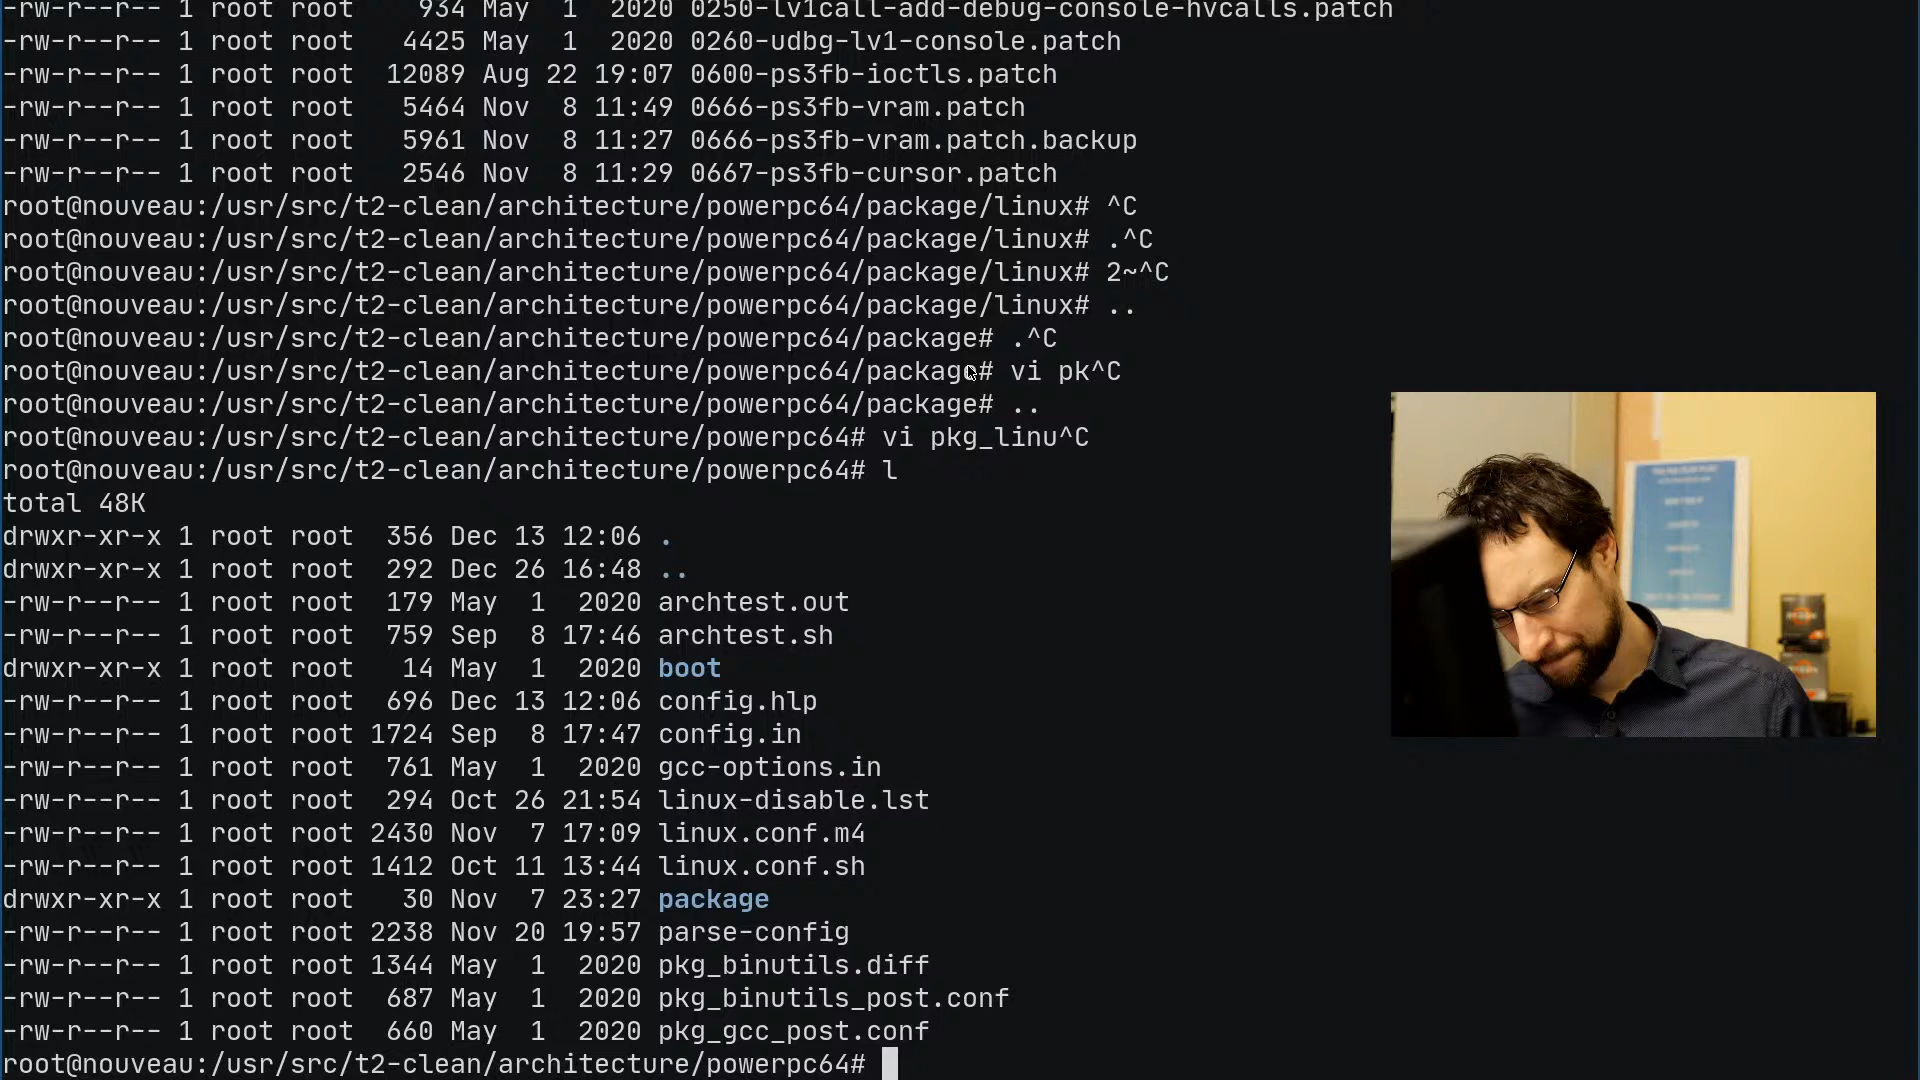 -rw-r--r-- 1 root root   934 May  1  2020 0250-lv1call-add-debug-console-hvcalls.patch
-rw-r--r-- 1 root root  4425 May  1  2020 0260-udbg-lv1-console.patch
-rw-r--r-- 1 root root 12089 Aug 22 19:07 0600-ps3fb-ioctls.patch
-rw-r--r-- 1 root root  5464 Nov  8 11:49 0666-ps3fb-vram.patch
-rw-r--r-- 1 root root  5961 Nov  8 11:27 0666-ps3fb-vram.patch.backup
-rw-r--r-- 1 root root  2546 Nov  8 11:29 0667-ps3fb-cursor.patch
root@nouveau:/usr/src/t2-clean/architecture/powerpc64/package/linux# ^C
root@nouveau:/usr/src/t2-clean/architecture/powerpc64/package/linux# .^C
root@nouveau:/usr/src/t2-clean/architecture/powerpc64/package/linux# 2~^C
root@nouveau:/usr/src/t2-clean/architecture/powerpc64/package/linux# ..
root@nouveau:/usr/src/t2-clean/architecture/powerpc64/package# .^C
root@nouveau:/usr/src/t2-clean/architecture/powerpc64/package# vi pk^C
root@nouveau:/usr/src/t2-clean/architecture/powerpc64/package# ..
root@nouveau:/usr/src/t2-clean/architecture/powerpc64# vi pkg_linu^C
root@nouveau:/usr/src/t2-clean/architecture/powerpc64# l
total 48K
drwxr-xr-x 1 root root  356 Dec 13 12:06 .
drwxr-xr-x 1 root root  292 Dec 26 16:48 ..
-rw-r--r-- 1 root root  179 May  1  2020 archtest.out
-rw-r--r-- 1 root root  759 Sep  8 17:46 archtest.sh
drwxr-xr-x 1 root root   14 May  1  2020 boot
-rw-r--r-- 1 root root  696 Dec 13 12:06 config.hlp
-rw-r--r-- 1 root root 1724 Sep  8 17:47 config.in
-rw-r--r-- 1 root root  761 May  1  2020 gcc-options.in
-rw-r--r-- 1 root root  294 Oct 26 21:54 linux-disable.lst
-rw-r--r-- 1 root root 2430 Nov  7 17:09 linux.conf.m4
-rw-r--r-- 1 root root 1412 Oct 11 13:44 linux.conf.sh
drwxr-xr-x 1 root root   30 Nov  7 23:27 package
-rw-r--r-- 1 root root 2238 Nov 20 19:57 parse-config
-rw-r--r-- 1 root root 1344 May  1  2020 pkg_binutils.diff
-rw-r--r-- 1 root root  687 May  1  2020 pkg_binutils_post.conf
-rw-r--r-- 1 root root  660 May  1  2020 pkg_gcc_post.conf
root@nouveau:/usr/src/t2-clean/architecture/powerpc64#